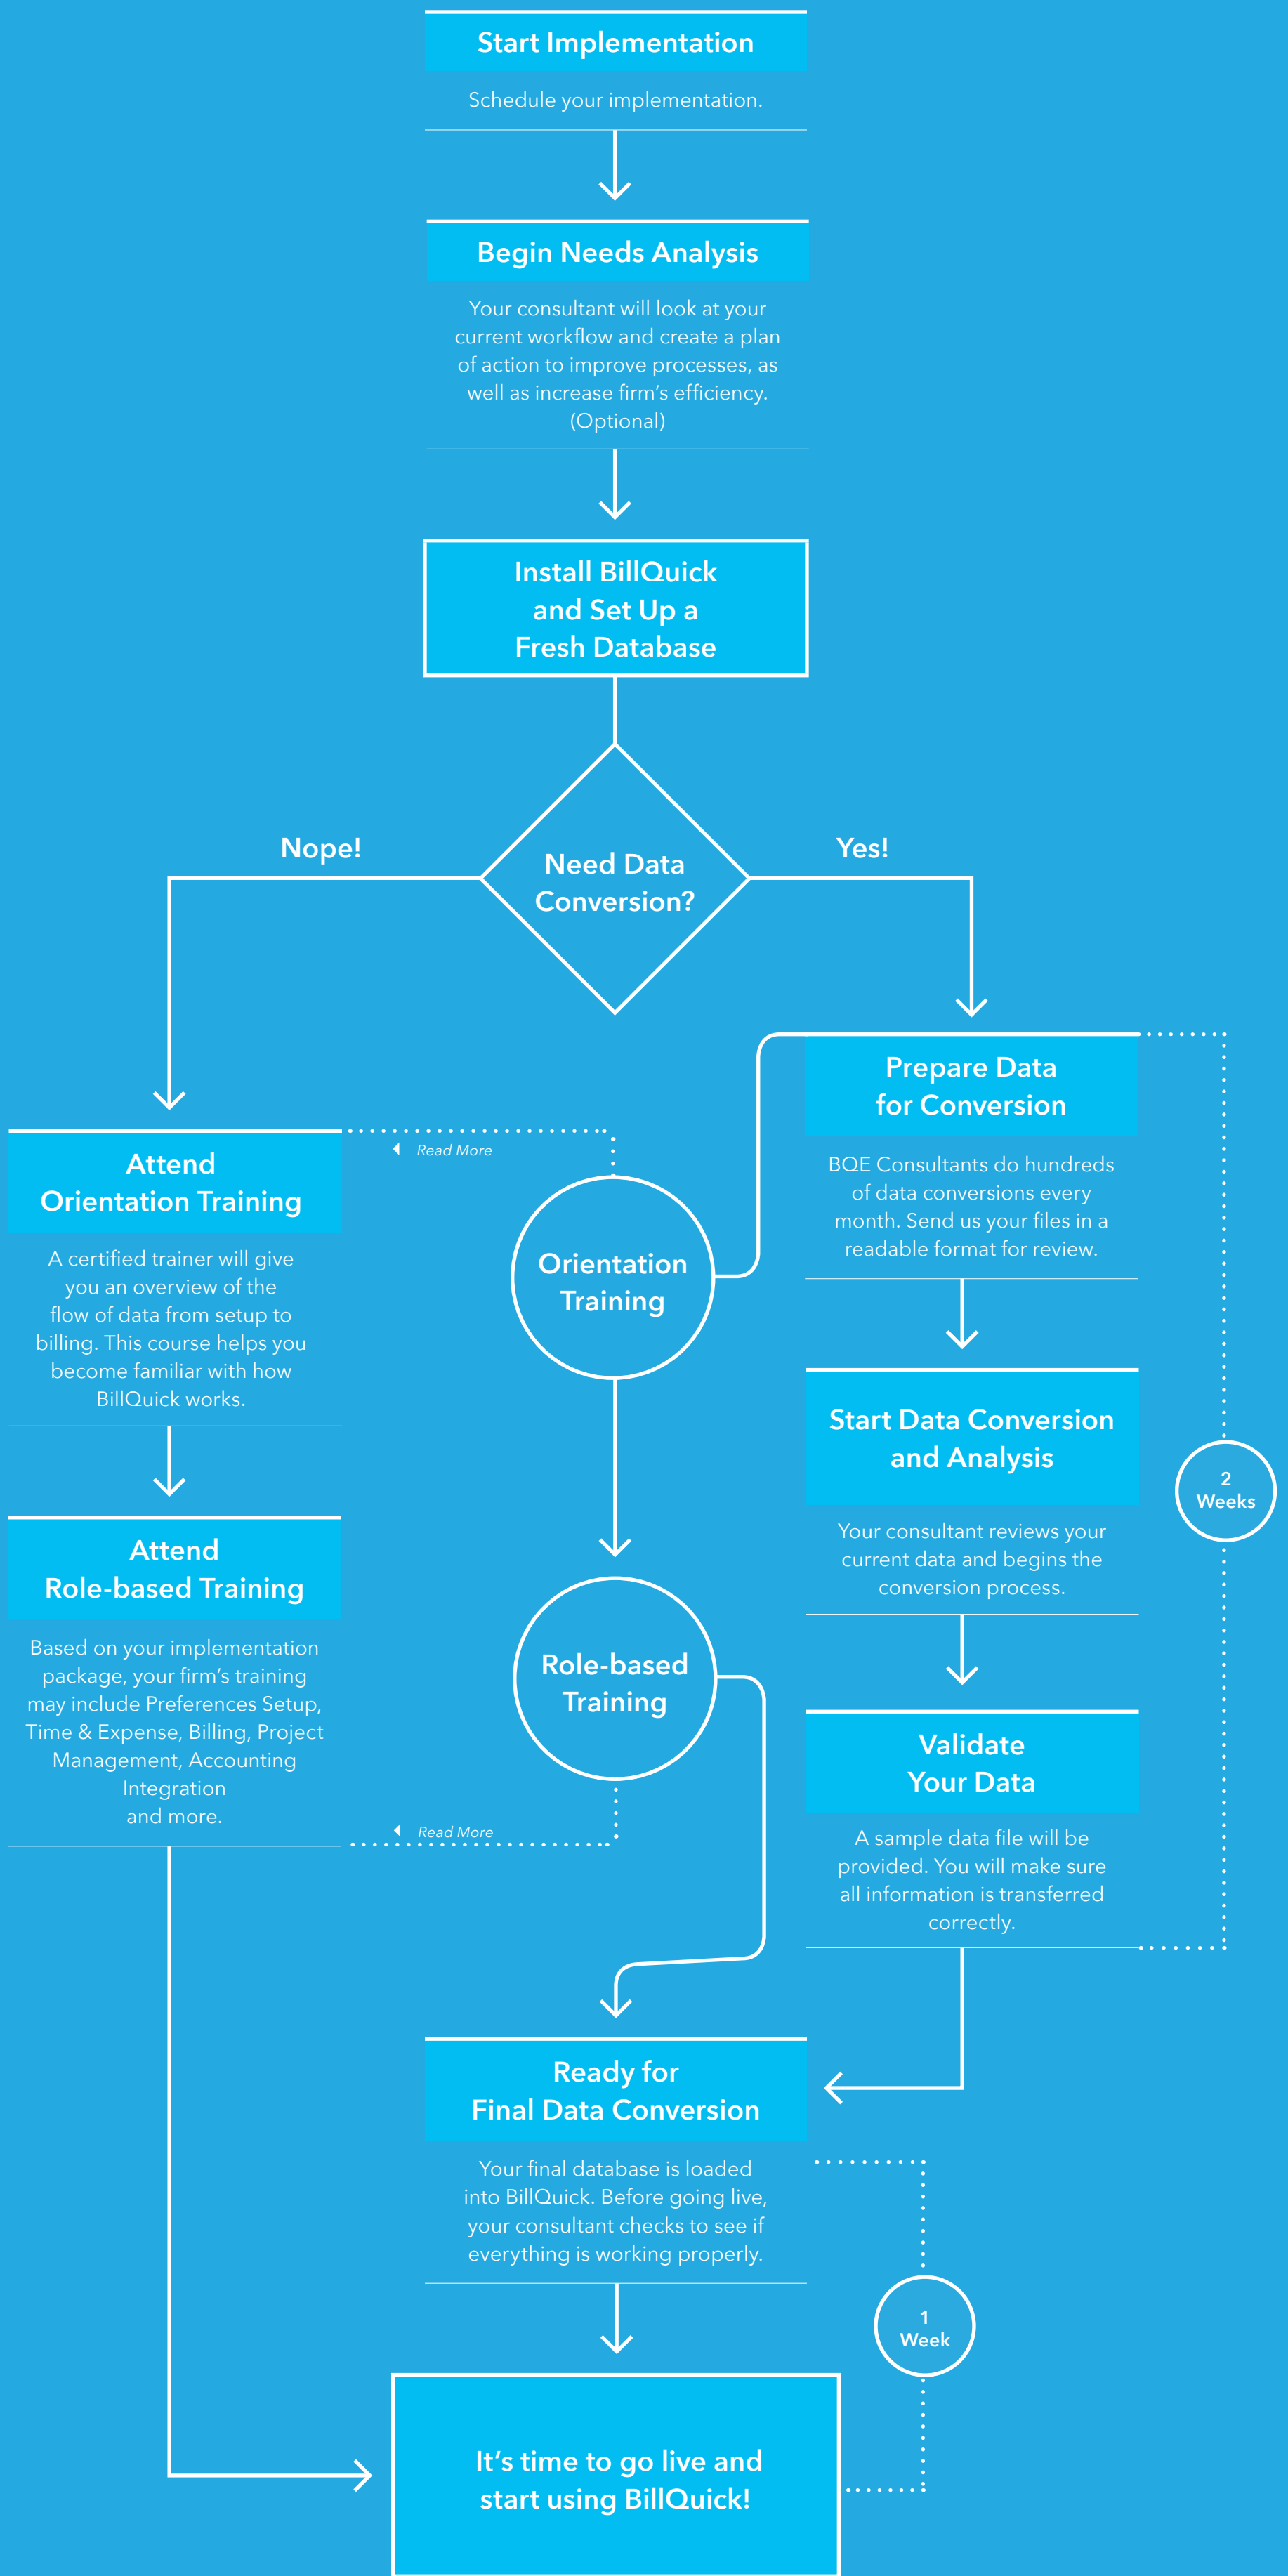 Start Implementation
Schedule your implementation.
Begin Needs Analysis
Your consultant will look at your
current workflow and create a plan
of action to improve processes, as
well as increase firm’s efficiency.
(Optional)
Install BillQuick
and Set Up a
Fresh Database
Need Data
Conversion?
Nope!
Yes!
Attend
Orientation Training
A certified trainer will give
you an overview of the
flow of data from setup to
billing. This course helps you
become familiar with how
BillQuick works.
Attend
Role-based Training
Based on your implementation
package, your firm’s training
may include Preferences Setup,
Time & Expense, Billing, Project
Management, Accounting
Integration
and more.
Read More
Orientation
Training
Role-based
Training
Read More
Prepare Data
for Conversion
BQE Consultants do hundreds
of data conversions every
month. Send us your files in a
readable format for review.
Start Data Conversion
and Analysis
Your consultant reviews your
current data and begins the
conversion process.
Validate
Your Data
A sample data file will be
provided. You will make sure
all information is transferred
correctly.
2
Weeks
Ready for
Final Data Conversion
Your final database is loaded
into BillQuick. Before going live,
your consultant checks to see if
everything is working properly.
1
Week
It’s time to go live and
start using BillQuick!